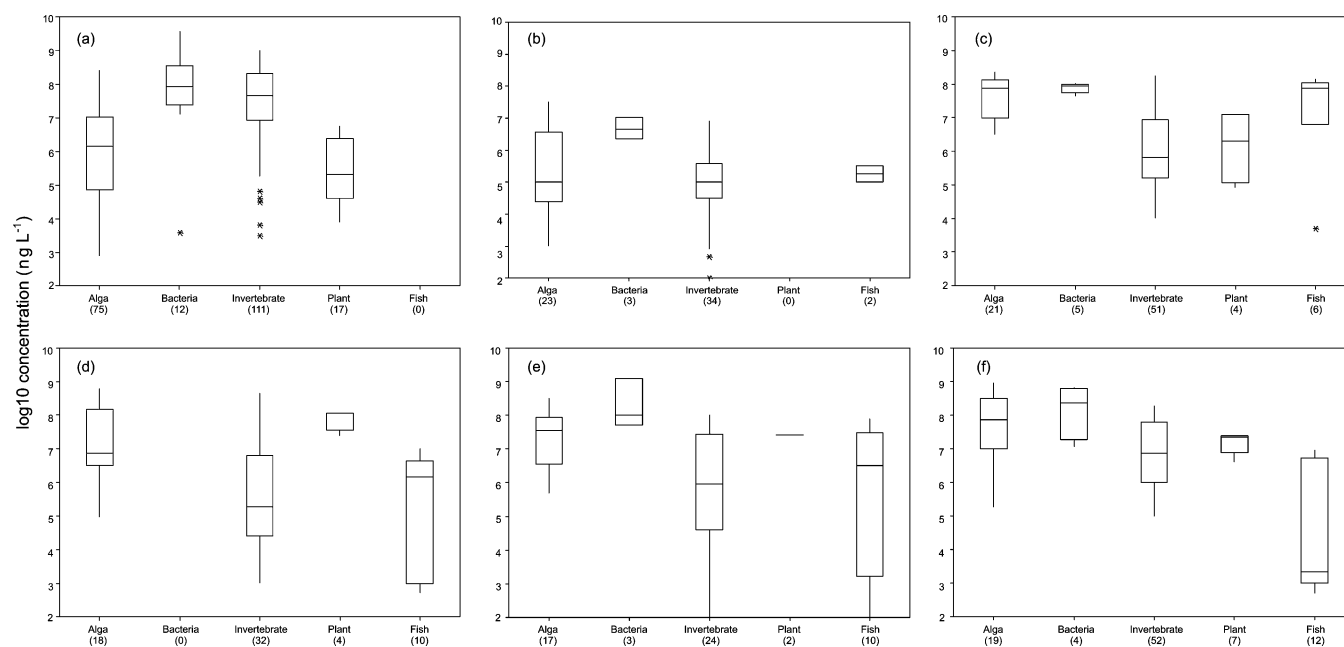 log10 concentration (ng L-1)
(a)
10
9
8
7
6
5
4
3
2
Alga Bacteria Invertebrate Plant Fish
(75) (12) (111) (17) (0)
(b)
10
9
8
7
6
5
4
3
2
Alga Bacteria Invertebrate Plant Fish
(23) (3) (34) (0) (2)
(c)
10
9
8
7
6
5
4
3
2
Alga Bacteria Invertebrate Plant Fish
(21) (5) (51) (4) (6)
(d)
10
9
8
7
6
5
4
3
2
Alga Bacteria Invertebrate Plant Fish
(18) (0) (32) (4) (10)
(e)
10
9
8
7
6
5
4
3
2
Alga Bacteria Invertebrate Plant Fish
(17) (3) (24) (2) (10)
(f)
10
9
8
7
6
5
4
3
2
Alga Bacteria Invertebrate Plant Fish
(19) (4) (52) (7) (12)